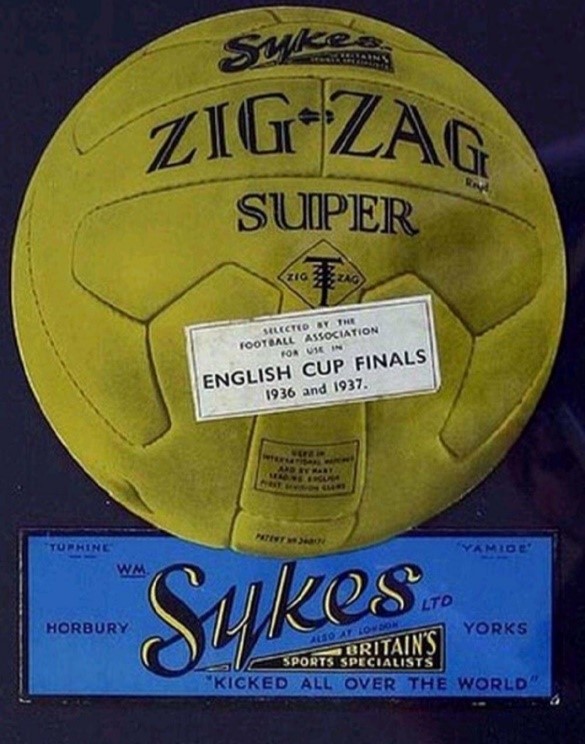 Sykes
BRITAIN'S
SPORTS SPECIALISTS
ZIG-ZAG
Regd
SUPER
ZIG T ZAG
SELECTED BY THE
FOOTBALL ASSOCIATION
FOR USE IN
ENGLISH CUP FINALS
1936 and 1937.
USED IN
INTERNATIONAL MATCHES
AND BY MANY
LEADING ENGLISH
FIRST DIVISION CLUBS
PATENT No
"TUPHINE" "YAMIDE"
WM. Sykes LTD
HORBURY YORKS
ALSO AT LONDON
BRITAIN'S
SPORTS SPECIALISTS
"KICKED ALL OVER THE WORLD"